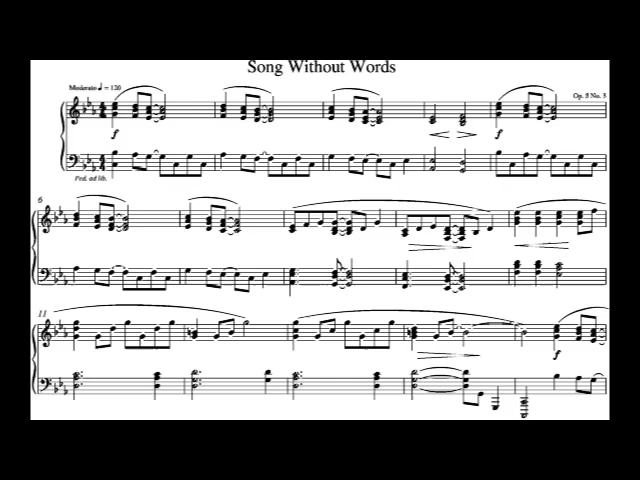 Song Without Words
Moderato ♩ = 120
Op. 5 No. 3
f
f
Ped. ad lib.
6
11
f